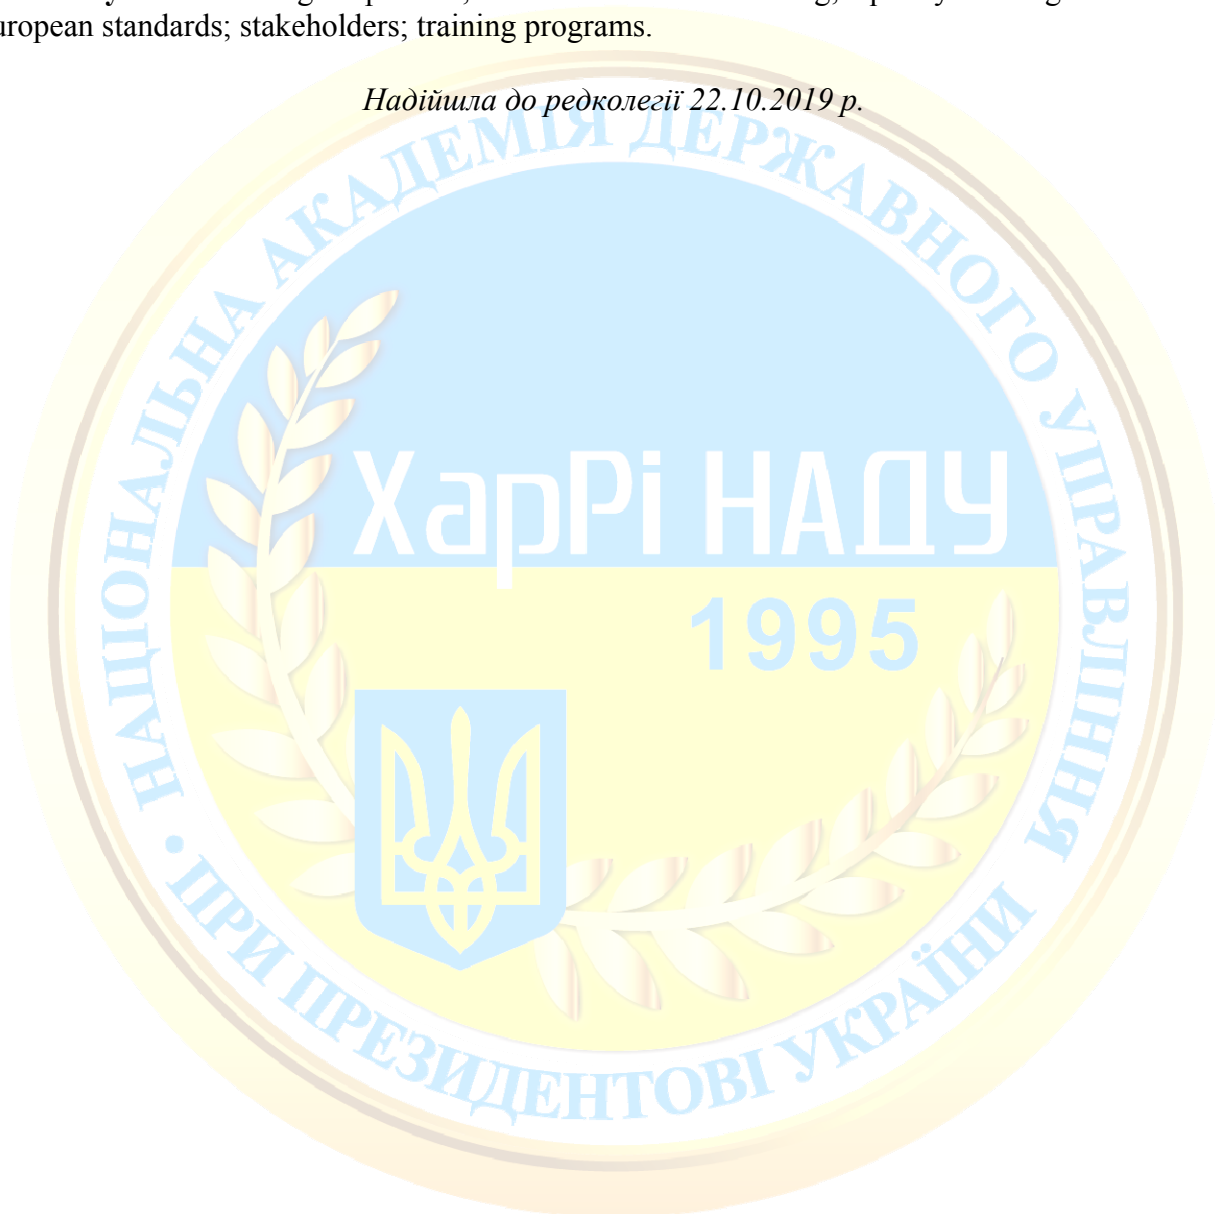 European standards; stakeholders; training programs.
Надійшла до редколегії 22.10.2019 р.
НАЦІОНАЛЬНА АКАДЕМІЯ ДЕРЖАВНОГО УПРАВЛІННЯ
ХарРі НАДУ
1995
• ПРИ ПРЕЗИДЕНТОВІ УКРАЇНИ